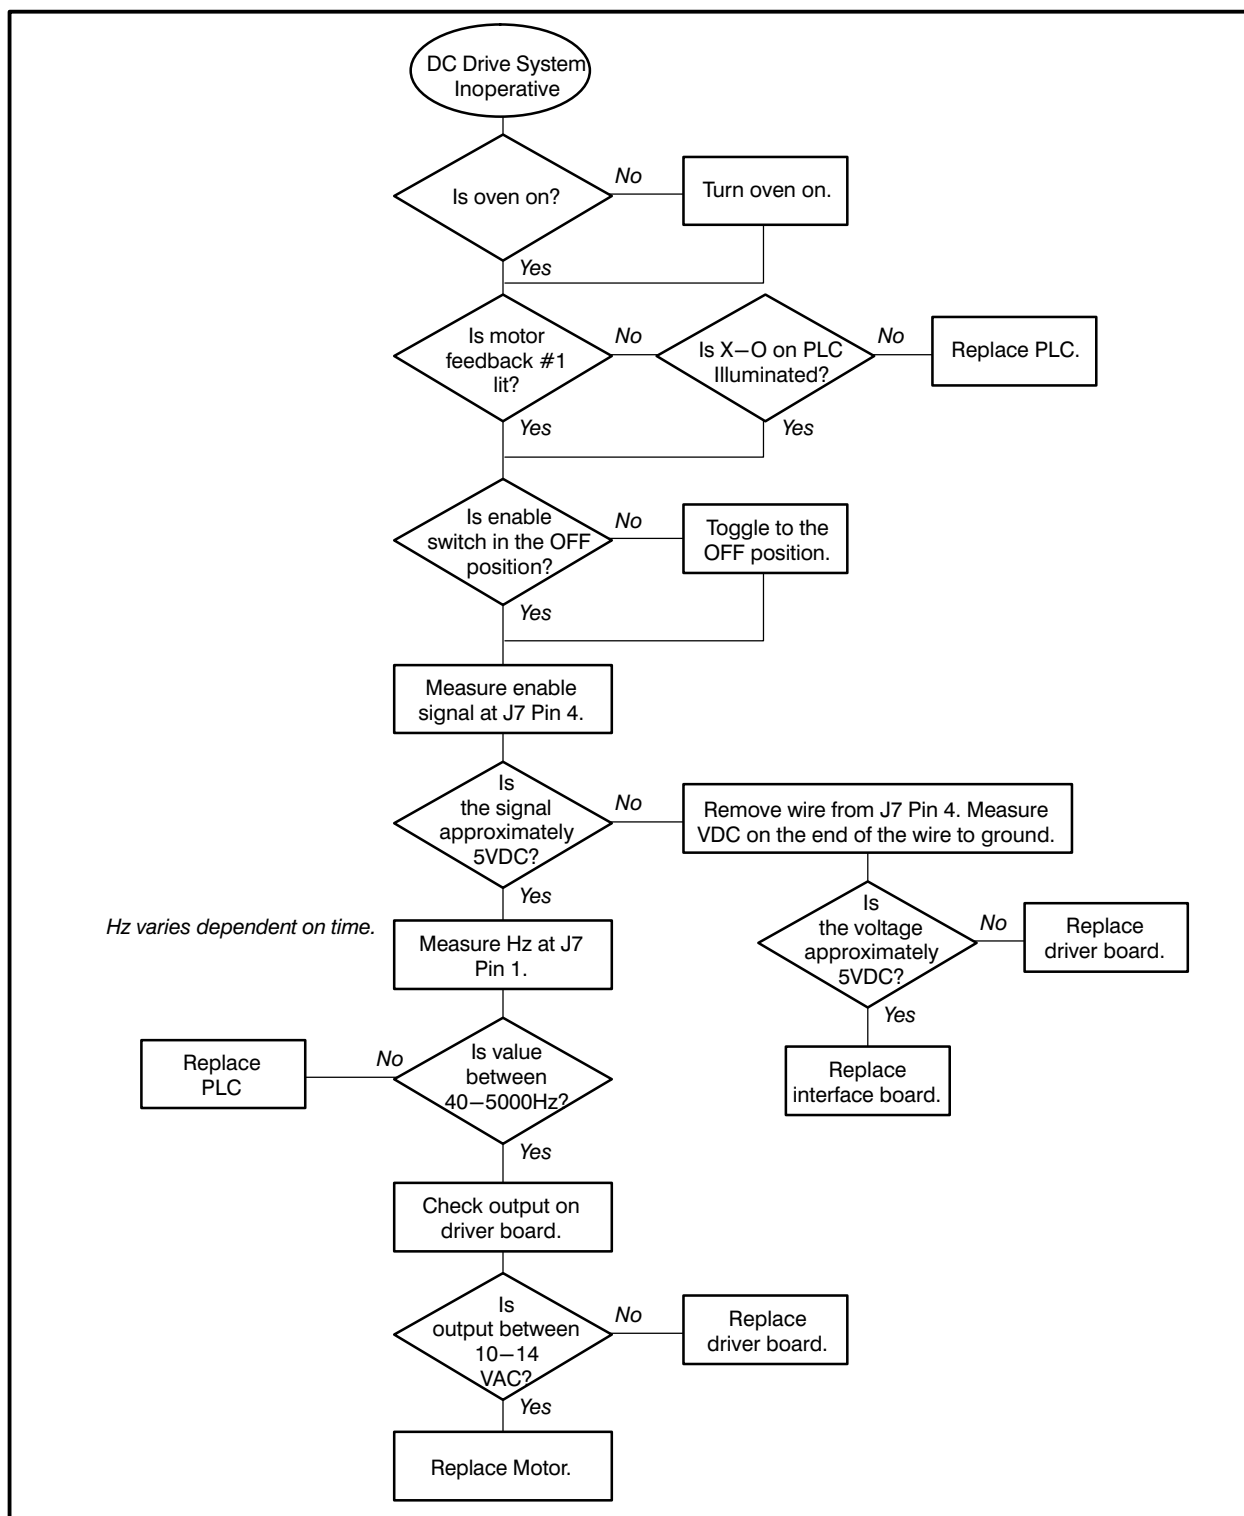 DC Drive System
Inoperative
Is oven on?
No
Turn oven on.
Yes
Is motor
feedback #1
lit?
No
Is X–O on PLC
Illuminated?
No
Replace PLC.
Yes
Yes
Is enable
switch in the OFF
position?
No
Toggle to the
OFF position.
Yes
Measure enable
signal at J7 Pin 4.
Is
the signal
approximately
5VDC?
No
Remove wire from J7 Pin 4. Measure
VDC on the end of the wire to ground.
Yes
Is
the voltage
approximately
5VDC?
No
Replace
driver board.
Yes
Replace
interface board.
Hz varies dependent on time.
Measure Hz at J7
Pin 1.
Is value
between
40–5000Hz?
No
Replace
PLC
Yes
Check output on
driver board.
Is
output between
10–14
VAC?
No
Replace
driver board.
Yes
Replace Motor.